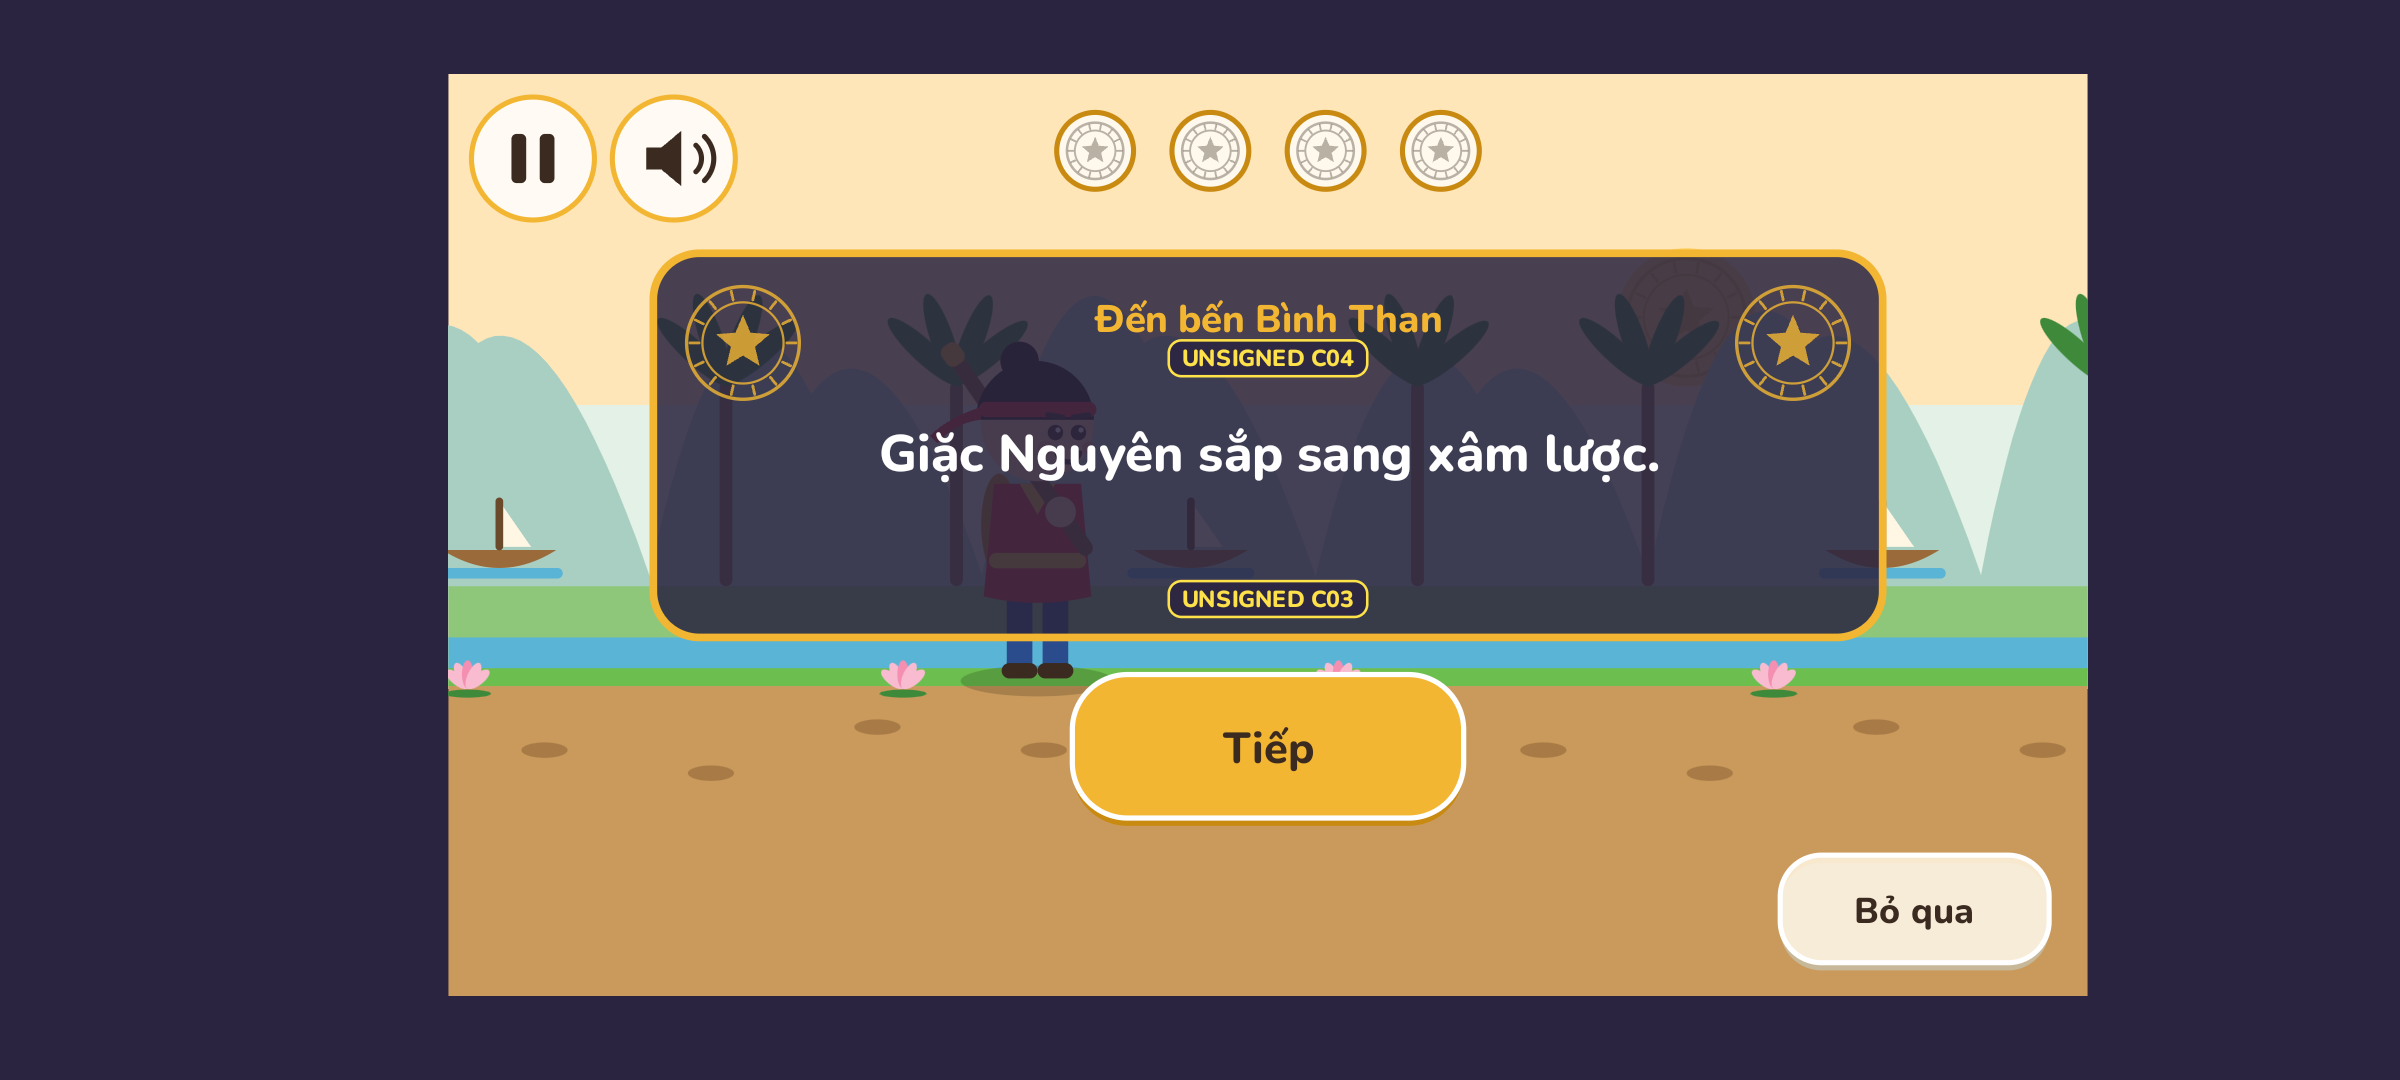 Đến bến Bình Than
UNSIGNED C04
Giặc Nguyên sắp sang xâm lược.
UNSIGNED C03
Tiếp
Bỏ qua